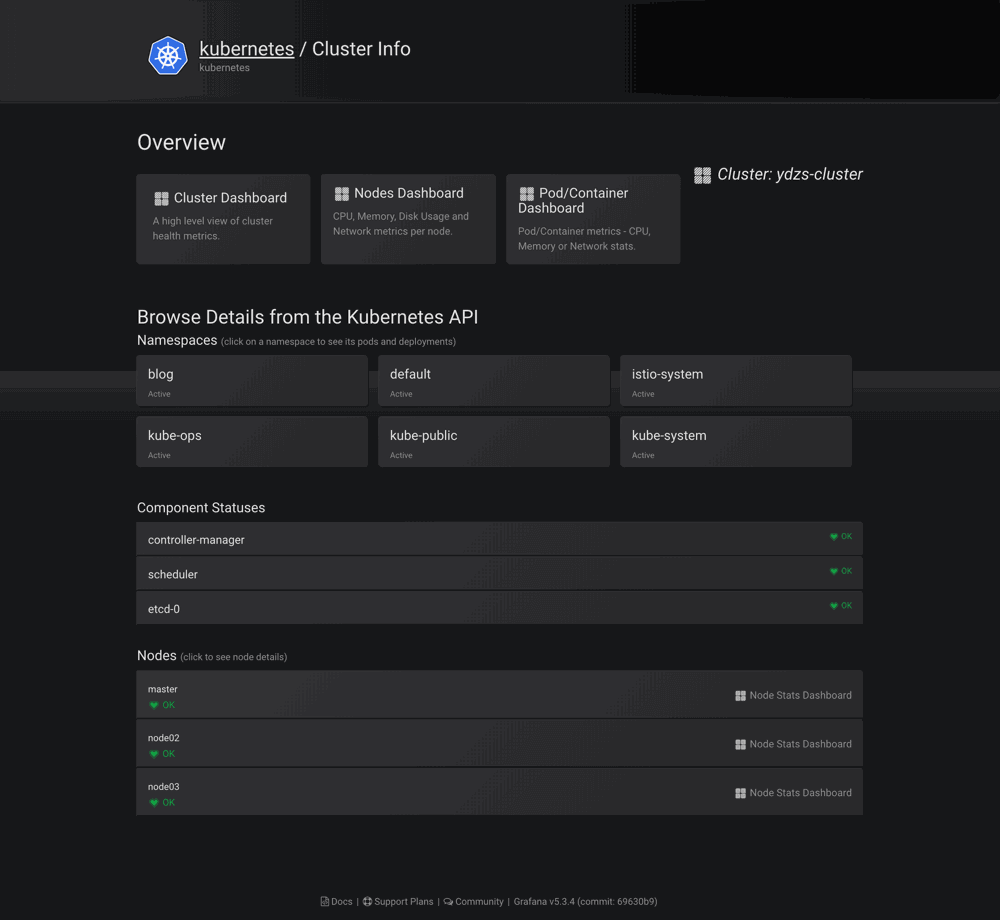 kubernetes / Cluster Info
kubernetes
Overview
Cluster: ydzs-cluster
Cluster Dashboard
A high level view of cluster
health metrics.
Nodes Dashboard
CPU, Memory, Disk Usage and
Network metrics per node.
Pod/Container
Dashboard
Pod/Container metrics - CPU,
Memory or Network stats.
Browse Details from the Kubernetes API
Namespaces (click on a namespace to see its pods and deployments)
blog
Active
default
Active
istio-system
Active
kube-ops
Active
kube-public
Active
kube-system
Active
Component Statuses
controller-manager OK
scheduler OK
etcd-0 OK
Nodes (click to see node details)
master
OK
Node Stats Dashboard
node02
OK
Node Stats Dashboard
node03
OK
Node Stats Dashboard
Docs | Support Plans | Community | Grafana v5.3.4 (commit: 69630b9)